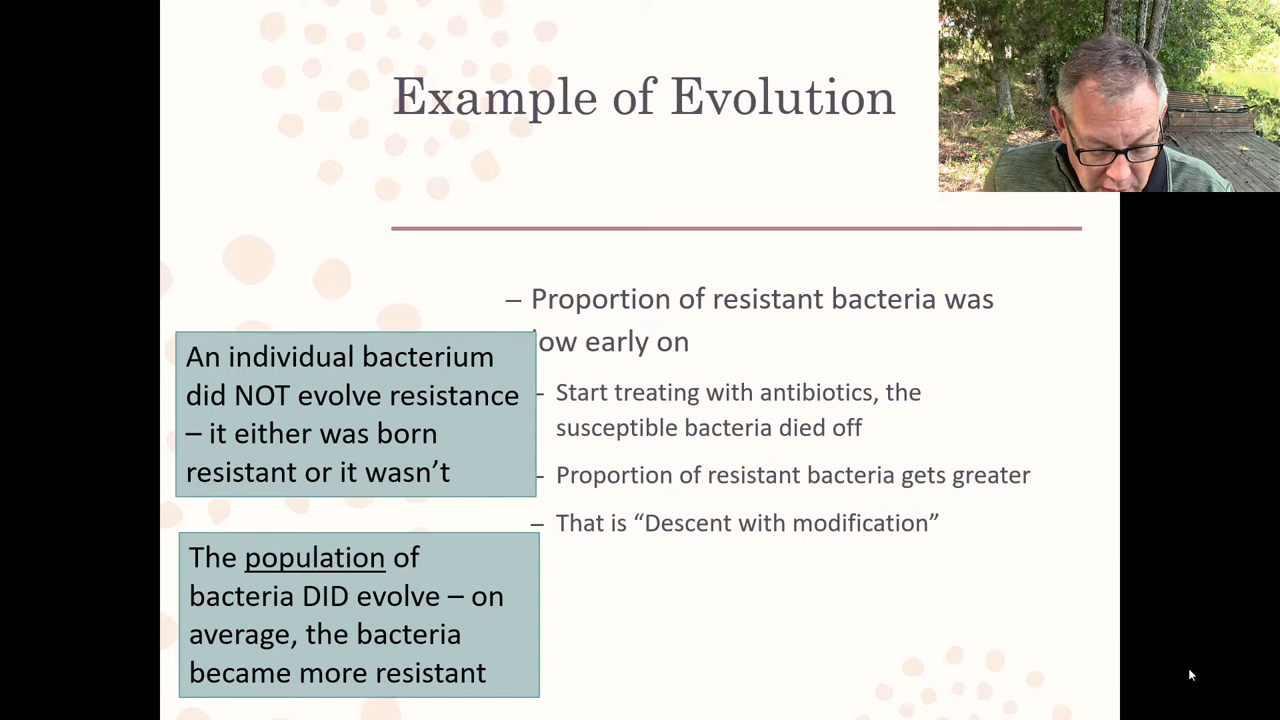 Example of Evolution
– Proportion of resistant bacteria was
low early on
– Start treating with antibiotics, the
susceptible bacteria died off
– Proportion of resistant bacteria gets greater
– That is “Descent with modification”
An individual bacterium
did NOT evolve resistance
– it either was born
resistant or it wasn’t
The population of
bacteria DID evolve – on
average, the bacteria
became more resistant